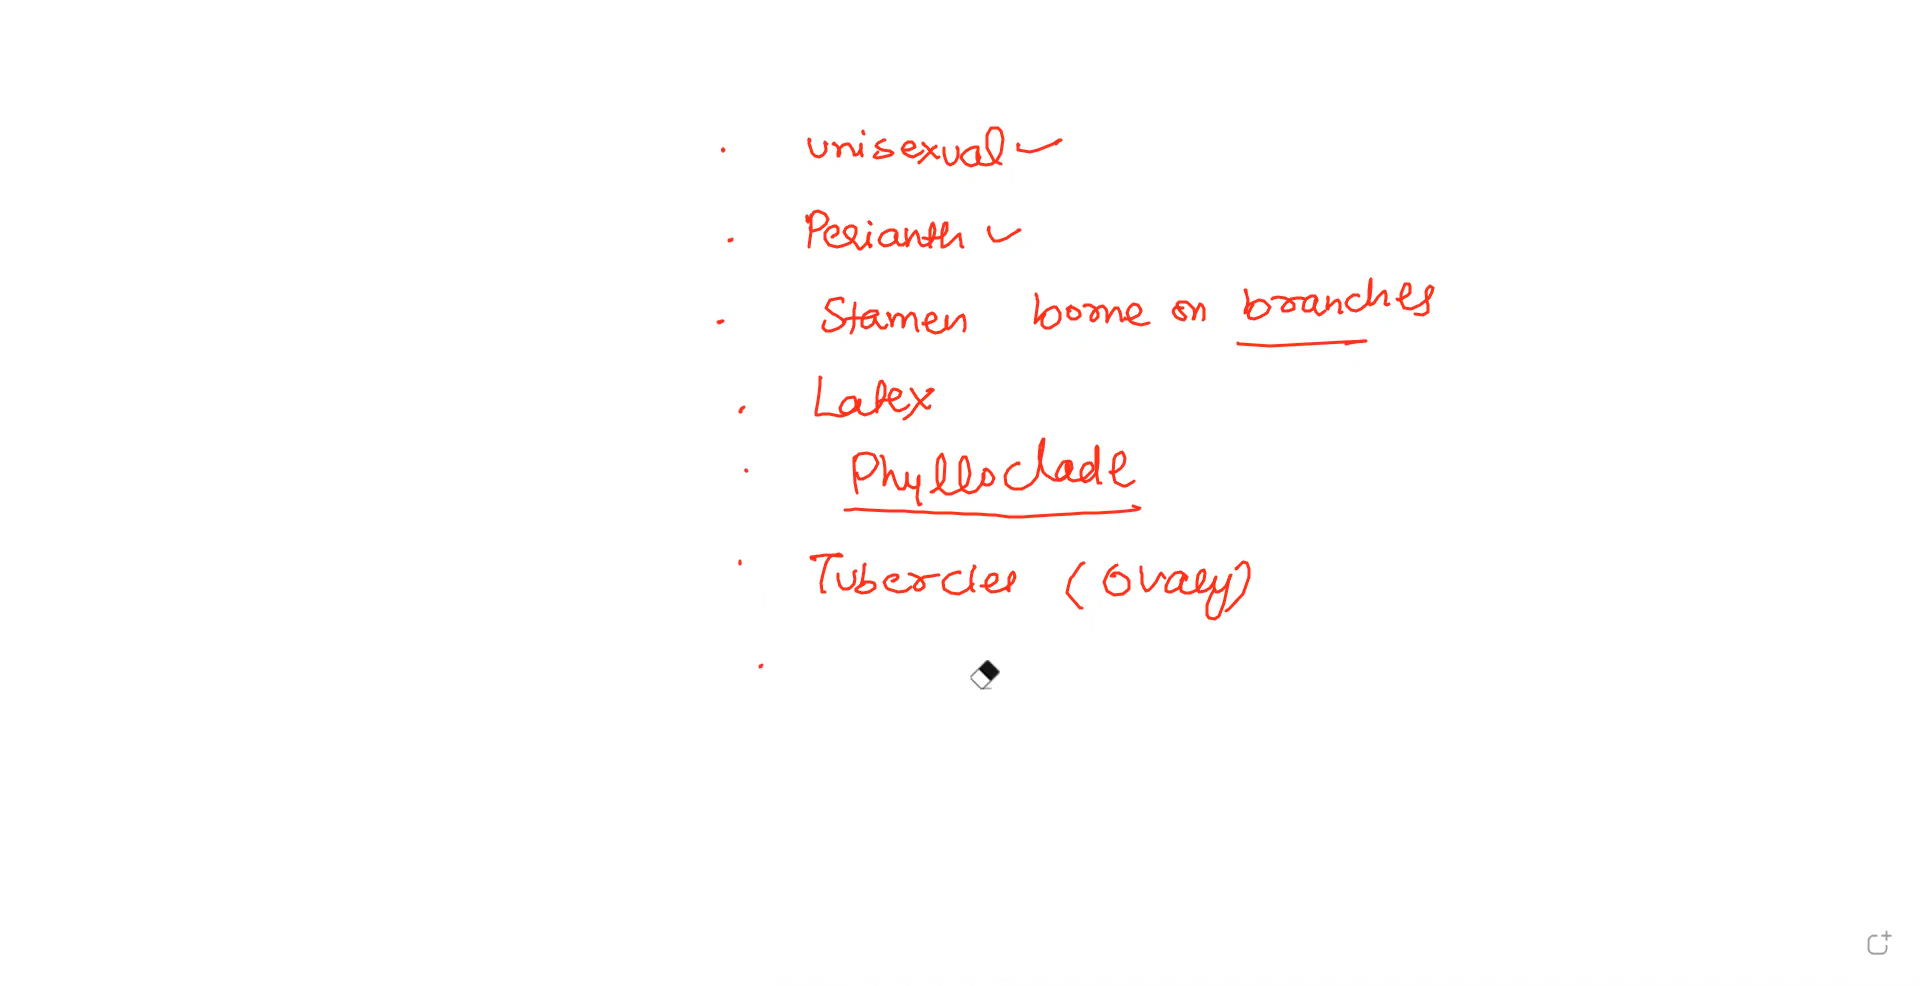 . unisexual
. Perianth
. Stamen borne on branches
. Latex
. Phylloclade
. Tubercles (ovary)
.